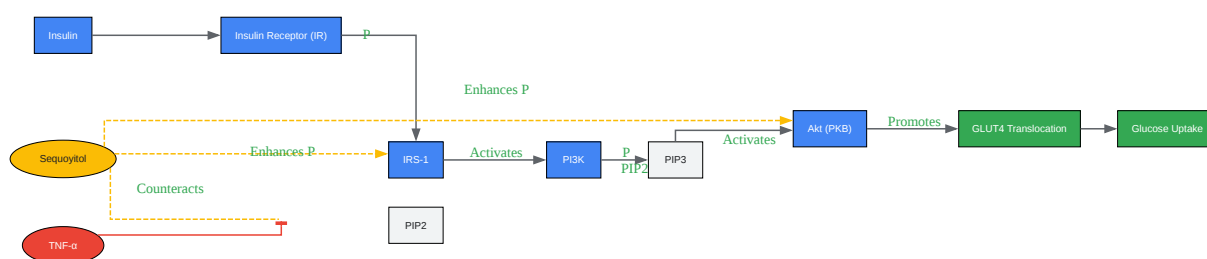 Insulin
Insulin Receptor (IR)
P
Enhances P
Akt (PKB)
Promotes
GLUT4 Translocation
Glucose Uptake
Sequoyitol
Enhances P
IRS-1
Activates
PI3K
P
PIP2
PIP3
Activates
Counteracts
PIP2
TNF-α